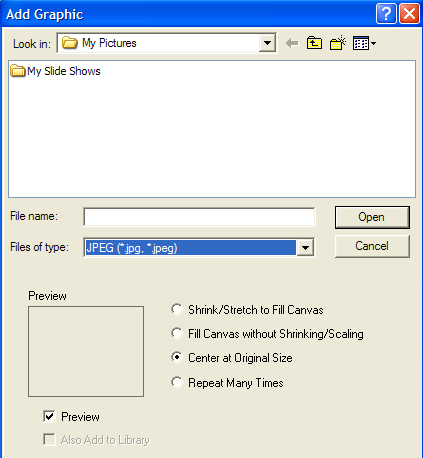 Add Graphic
Look in: My Pictures
My Slide Shows
File name: Open
Files of type: JPEG (*.jpg, *.jpeg) Cancel
Preview
Shrink/Stretch to Fill Canvas
Fill Canvas without Shrinking/Scaling
Center at Original Size
Repeat Many Times
Preview
Also Add to Library